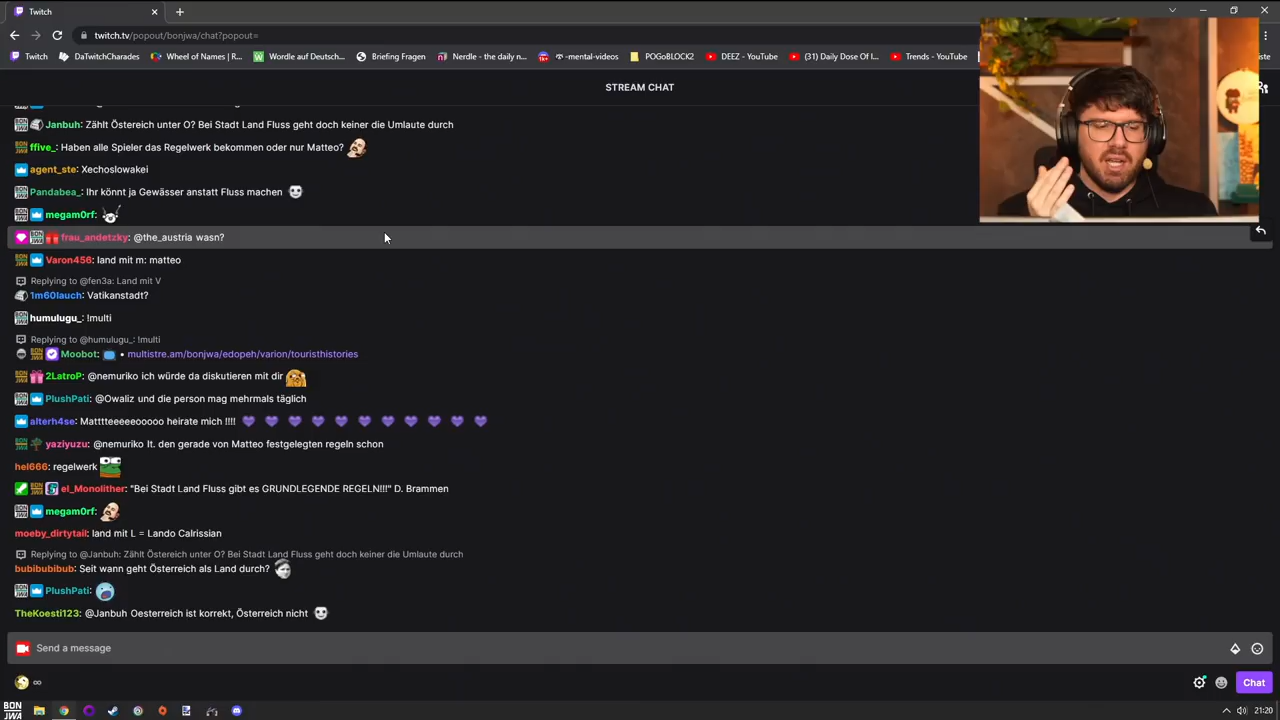 Twitch
twitch.tv/popout/bonjwa/chat?popout=
Twitch
DaTwitchCharades
Wheel of Names | R...
Wordle auf Deutsch...
Briefing Fragen
Nerdle - the daily n...
-mental-videos
POGoBLOCK2
DEEZ - YouTube
(31) Daily Dose Of I...
Trends - YouTube
STREAM CHAT
Janbuh: Zählt Östereich unter O? Bei Stadt Land Fluss geht doch keiner die Umlaute durch
ffive_: Haben alle Spieler das Regelwerk bekommen oder nur Matteo?
agent_ste: Xechoslowakei
Pandabea_: Ihr könnt ja Gewässer anstatt Fluss machen
megam0rf:
frau_andetzky: @the_austria wasn?
Varon456: land mit m: matteo
Replying to @fen3a: Land mit V
1m60lauch: Vatikanstadt?
humulugu_: !multi
Replying to @humulugu_: !multi
Moobot: • multistre.am/bonjwa/edopeh/varion/touristhistories
2LatroP: @nemuriko ich würde da diskutieren mit dir
PlushPati: @Owaliz und die person mag mehrmals täglich
alterh4se: Mattteeeeeooooo heirate mich !!!!
yaziyuzu: @nemuriko lt. den gerade von Matteo festgelegten regeln schon
hel666: regelwerk
el_Monolither: "Bei Stadt Land Fluss gibt es GRUNDLEGENDE REGELN!!!" D. Brammen
megam0rf:
moeby_dirtytail: land mit L = Lando Calrissian
Replying to @Janbuh: Zählt Östereich unter O? Bei Stadt Land Fluss geht doch keiner die Umlaute durch
bubibubibub: Seit wann geht Österreich als Land durch?
PlushPati:
TheKoesti123: @Janbuh Oesterreich ist korrekt, Österreich nicht
Send a message
Chat
BON
JWA
21:20